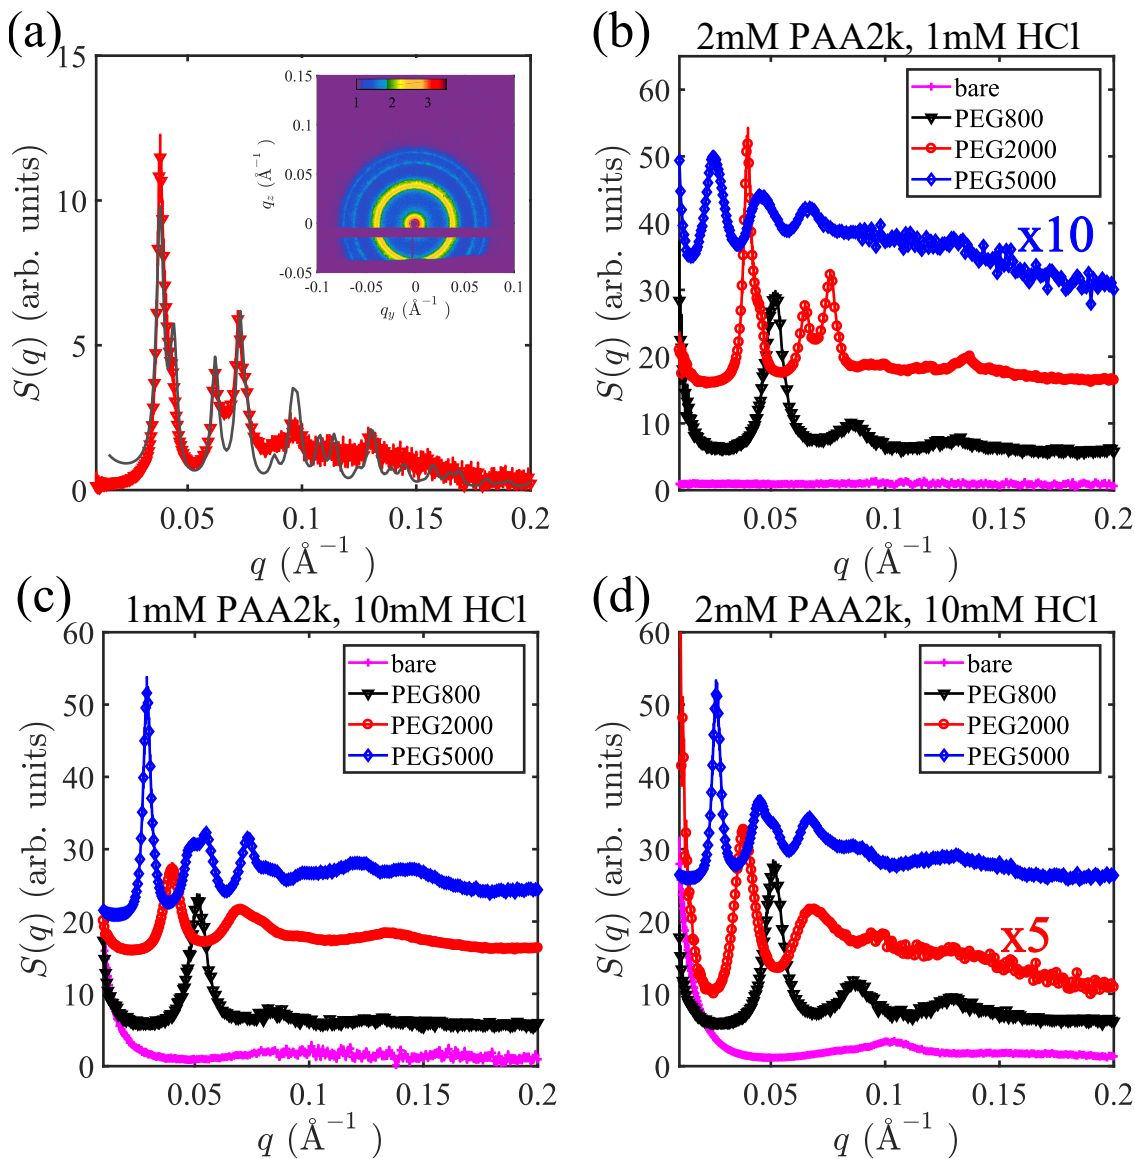 (a)
15
10
5
0
S(q) (arb. units)
0.05
0.1
0.15
0.2
q (Å⁻¹)
0.15
0.1
0.05
0
-0.05
q_z (Å⁻¹)
1 2 3
-0.1 -0.05 0 0.05 0.1
q_y (Å⁻¹)
(b)
2mM PAA2k, 1mM HCl
60
50
40
30
20
10
0
S(q) (arb. units)
bare
PEG800
PEG2000
PEG5000
x10
0.05 0.1 0.15 0.2
q (Å⁻¹)
(c)
1mM PAA2k, 10mM HCl
60
50
40
30
20
10
0
S(q) (arb. units)
bare
PEG800
PEG2000
PEG5000
0.05 0.1 0.15 0.2
q (Å⁻¹)
(d)
2mM PAA2k, 10mM HCl
60
50
40
30
20
10
0
S(q) (arb. units)
bare
PEG800
PEG2000
PEG5000
x5
0.05 0.1 0.15 0.2
q (Å⁻¹)